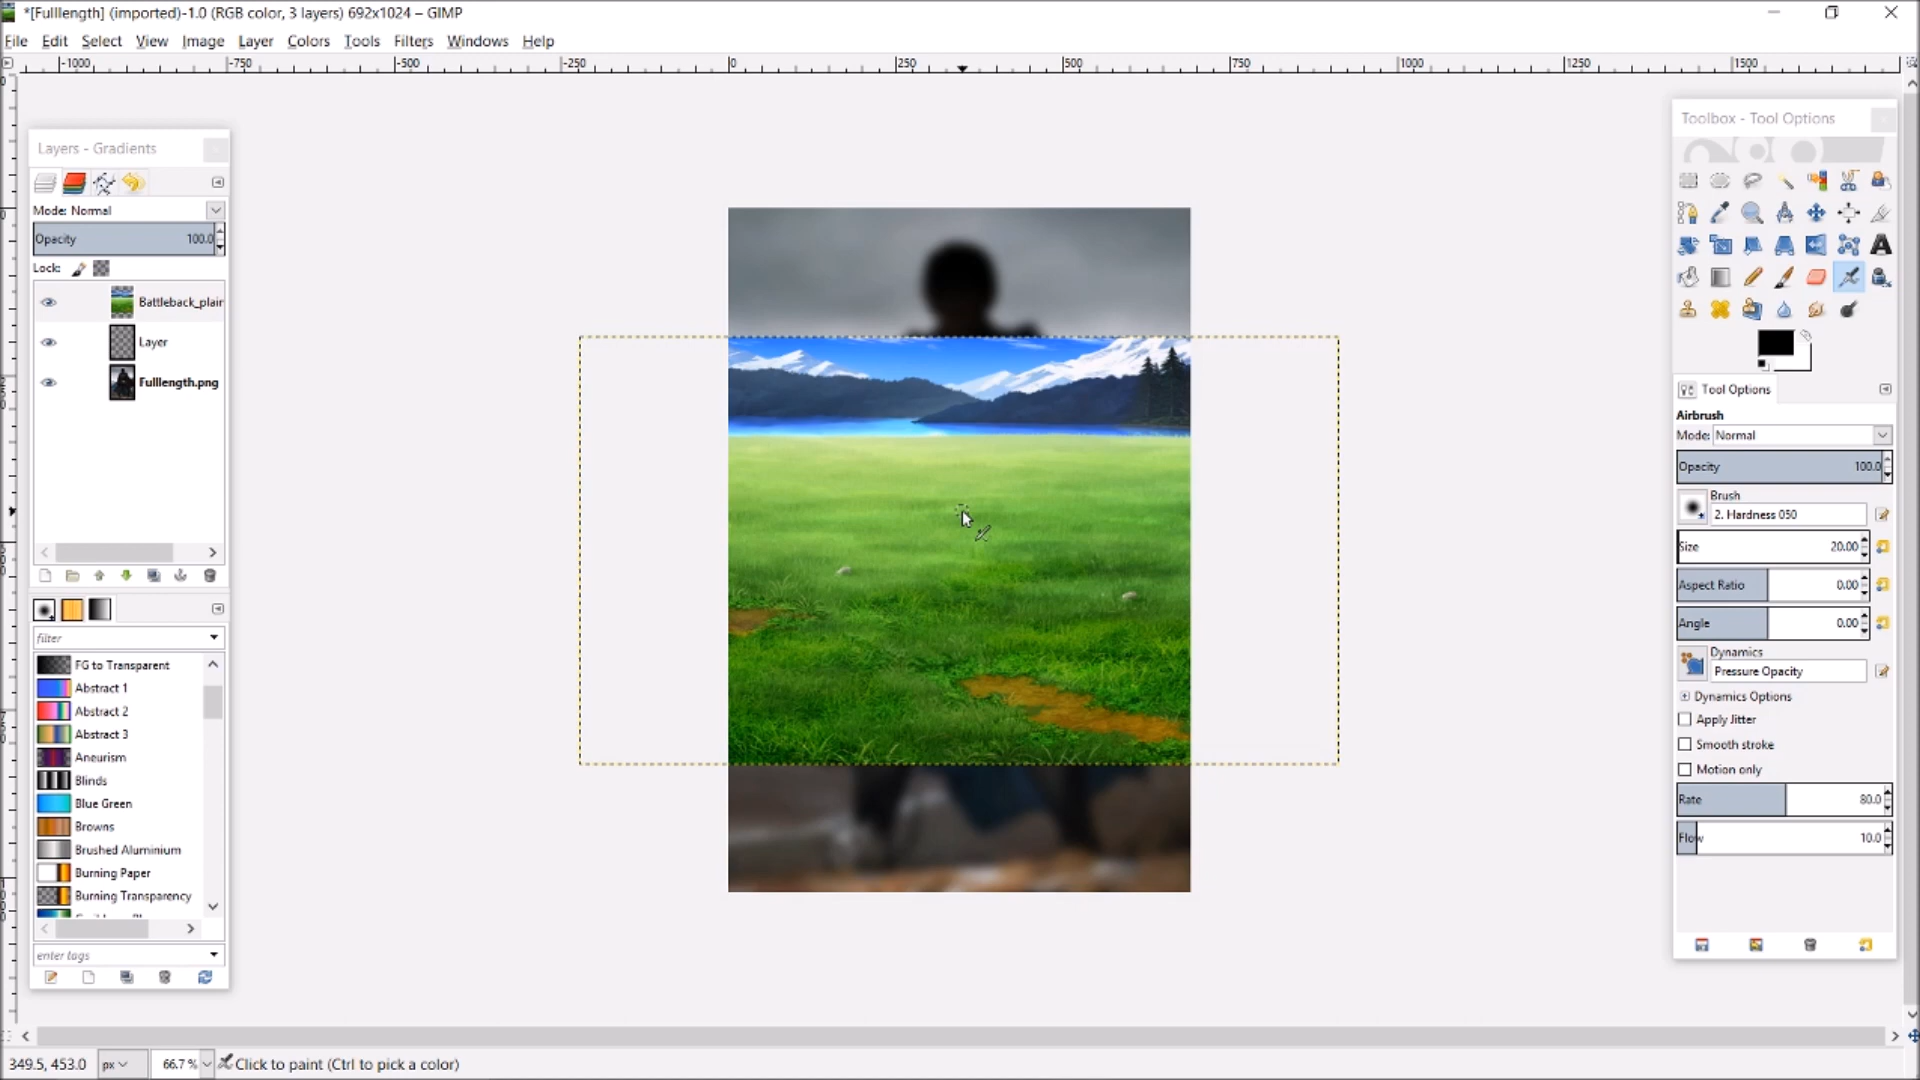 *[Fulllength] (imported)-1.0 (RGB color, 3 layers) 692x1024 – GIMP
File Edit Select View Image Layer Colors Tools Filters Windows Help
-1000 -750 -500 -250 0 250 500 750 1000 1250 1500
Layers - Gradients
Mode: Normal
Opacity 100.0
Lock:
Battleback_plair
Layer
Fulllength.png
filter
FG to Transparent
Abstract 1
Abstract 2
Abstract 3
Aneurism
Blinds
Blue Green
Browns
Brushed Aluminium
Burning Paper
Burning Transparency
enter tags
Toolbox - Tool Options
Tool Options
Airbrush
Mode: Normal
Opacity 100.0
Brush
2. Hardness 050
Size 20.00
Aspect Ratio 0.00
Angle 0.00
Dynamics
Pressure Opacity
Dynamics Options
Apply Jitter
Smooth stroke
Motion only
Rate 80.0
Flow 10.0
349.5, 453.0 px 66.7 % Click to paint (Ctrl to pick a color)